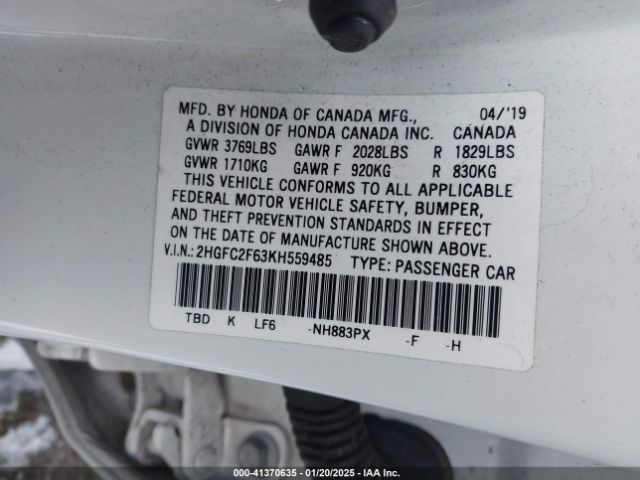 MFD. BY HONDA OF CANADA MFG., 04/'19
A DIVISION OF HONDA CANADA INC. CANADA
GVWR 3769LBS GAWR F 2028LBS R 1829LBS
GVWR 1710KG GAWR F 920KG R 830KG
THIS VEHICLE CONFORMS TO ALL APPLICABLE
FEDERAL MOTOR VEHICLE SAFETY, BUMPER,
AND THEFT PREVENTION STANDARDS IN EFFECT
ON THE DATE OF MANUFACTURE SHOWN ABOVE.
V.I.N.: 2HGFC2F63KH559485 TYPE: PASSENGER CAR
TBD K LF6 -NH883PX -F -H
000-41370635 - 01/20/2025 - IAA Inc.